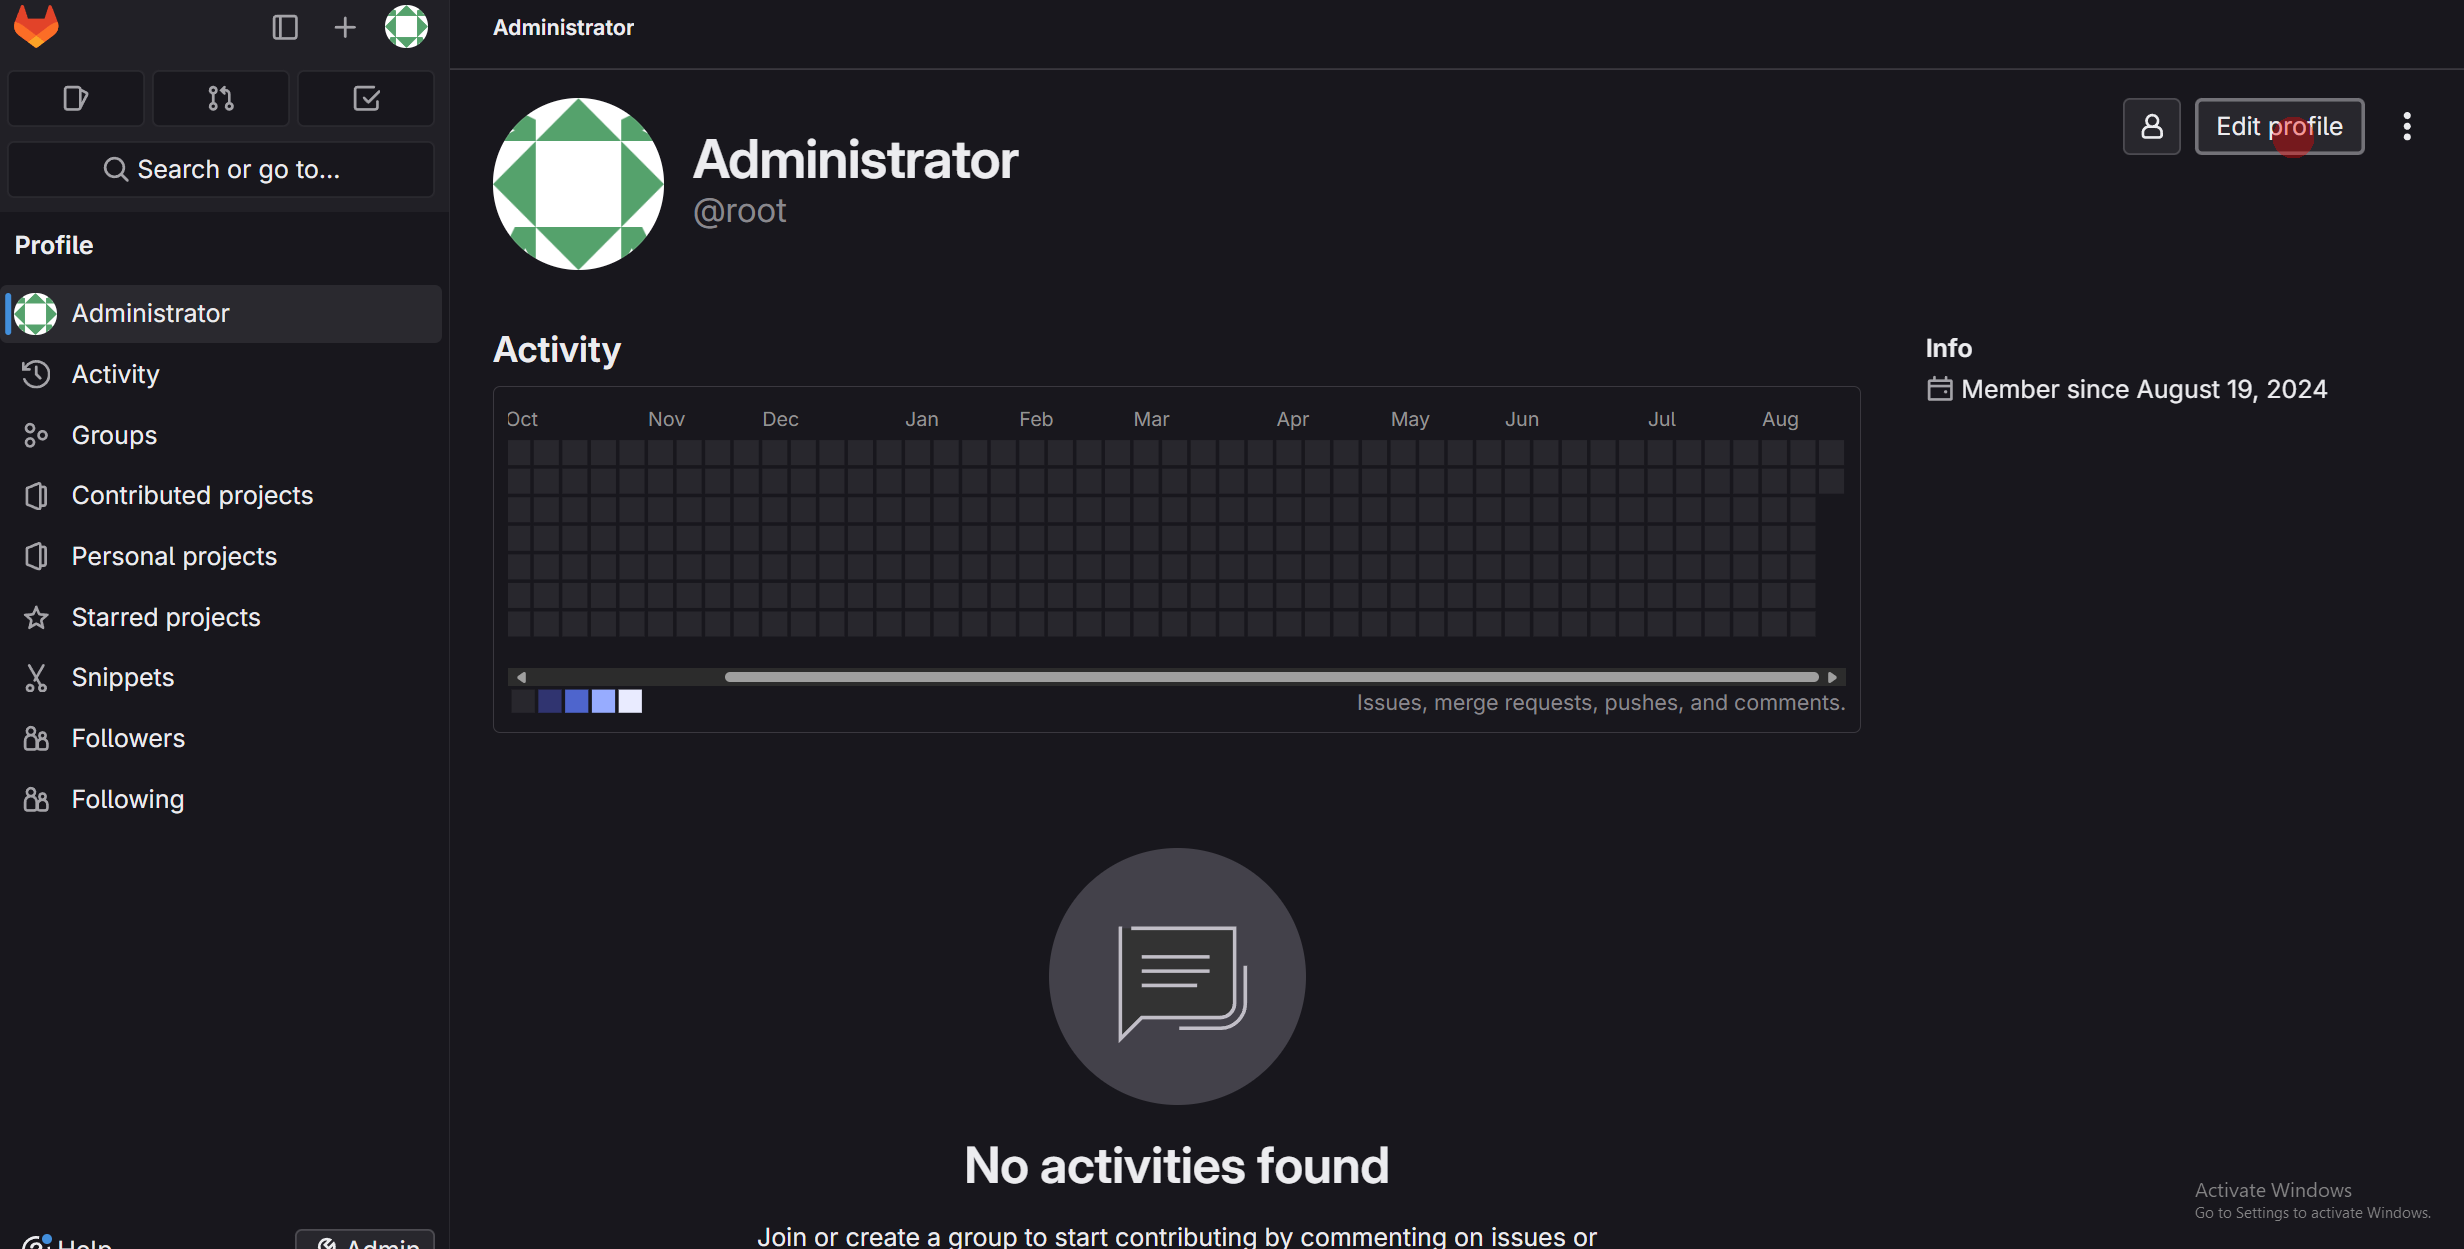 Administrator
Search or go to...
Profile
Administrator
Activity
Groups
Contributed projects
Personal projects
Starred projects
Snippets
Followers
Following
Help
Admin
Administrator
@root
Edit profile
Activity
Oct Nov Dec Jan Feb Mar Apr May Jun Jul Aug
Issues, merge requests, pushes, and comments.
Info
Member since August 19, 2024
No activities found
Join or create a group to start contributing by commenting on issues or
Activate Windows
Go to Settings to activate Windows.